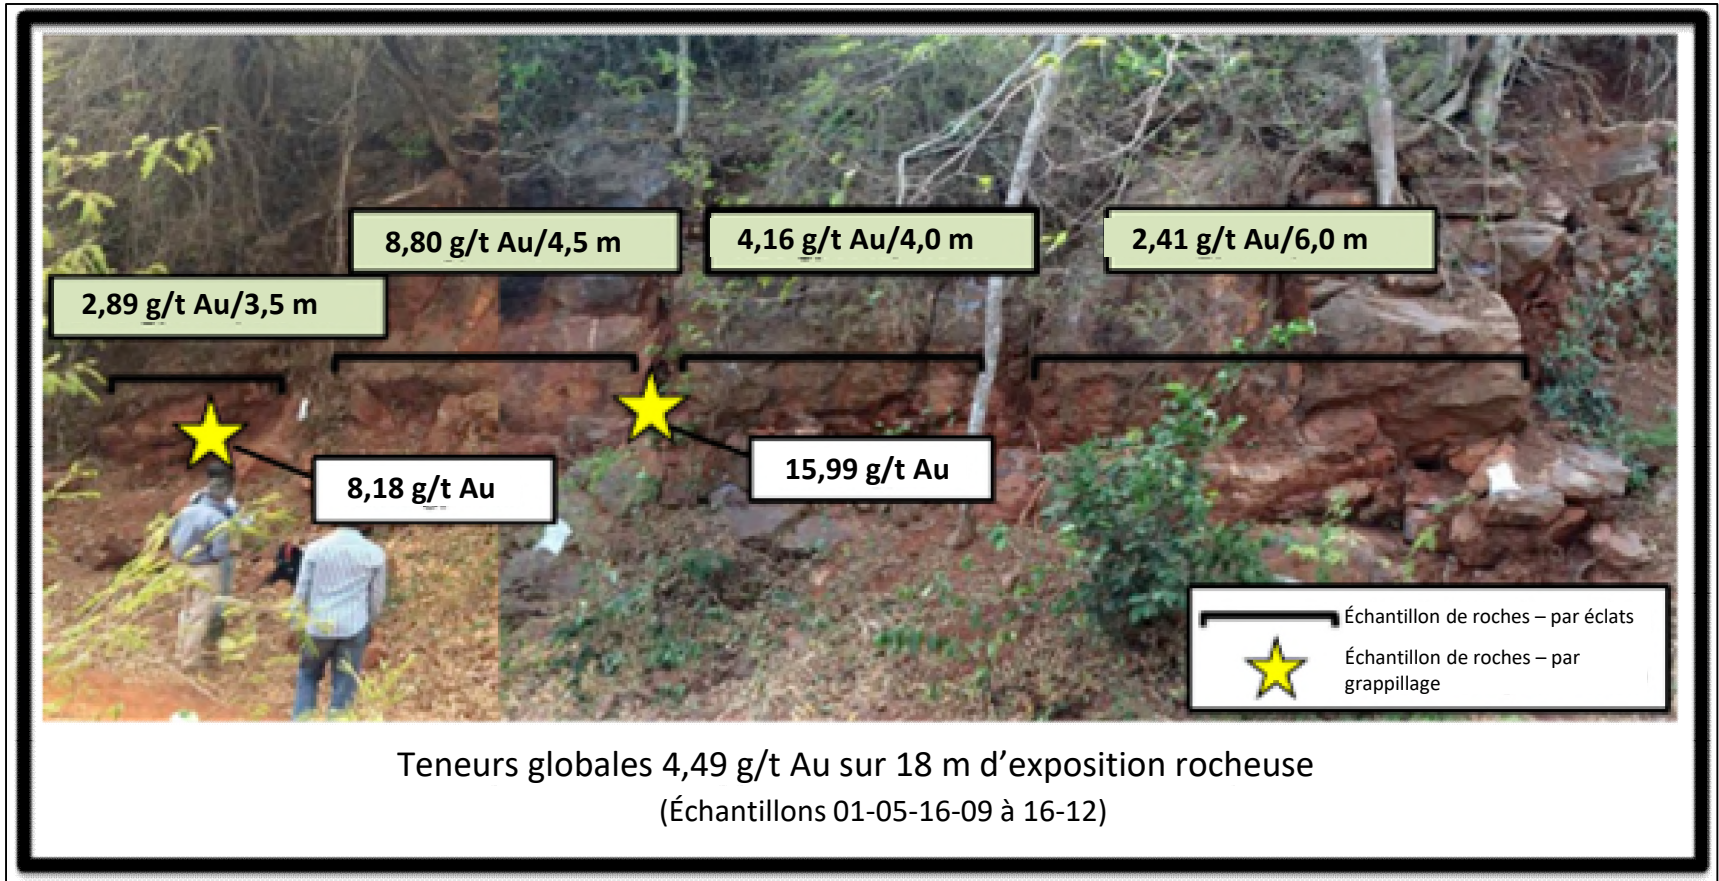 8,80 g/t Au/4,5 m
4,16 g/t Au/4,0 m
2,41 g/t Au/6,0 m
2,89 g/t Au/3,5 m
8,18 g/t Au
15,99 g/t Au
Échantillon de roches – par éclats
Échantillon de roches – par
grappillage
Teneurs globales 4,49 g/t Au sur 18 m d’exposition rocheuse
(Échantillons 01-05-16-09 à 16-12)